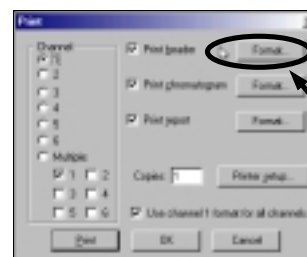 Print
Channel
1
2
3
4
5
6
Multiple:
1 2
3 4
5 6
Print header Format...
Print chromatogram Format...
Print report Format...
Copies: 1 Printer setup...
Use channel 1 format for all channels
Print OK Cancel